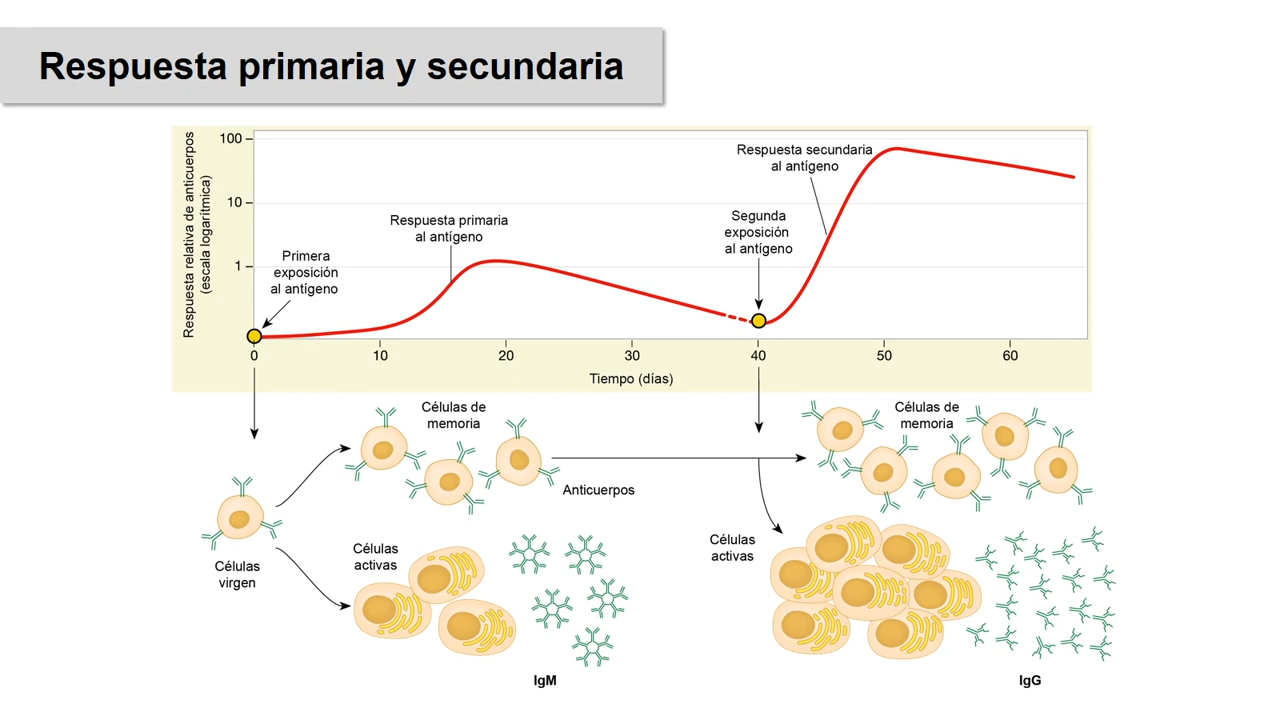 Respuesta primaria y secundaria
Respuesta relativa de anticuerpos
(escala logarítmica)
100
10
1
Primera
exposición
al antígeno
Respuesta primaria
al antígeno
Segunda
exposición
al antígeno
Respuesta secundaria
al antígeno
0
10
20
30
40
50
60
Tiempo (días)
Células
virgen
Células de
memoria
Anticuerpos
Células
activas
IgM
Células de
memoria
Células
activas
IgG